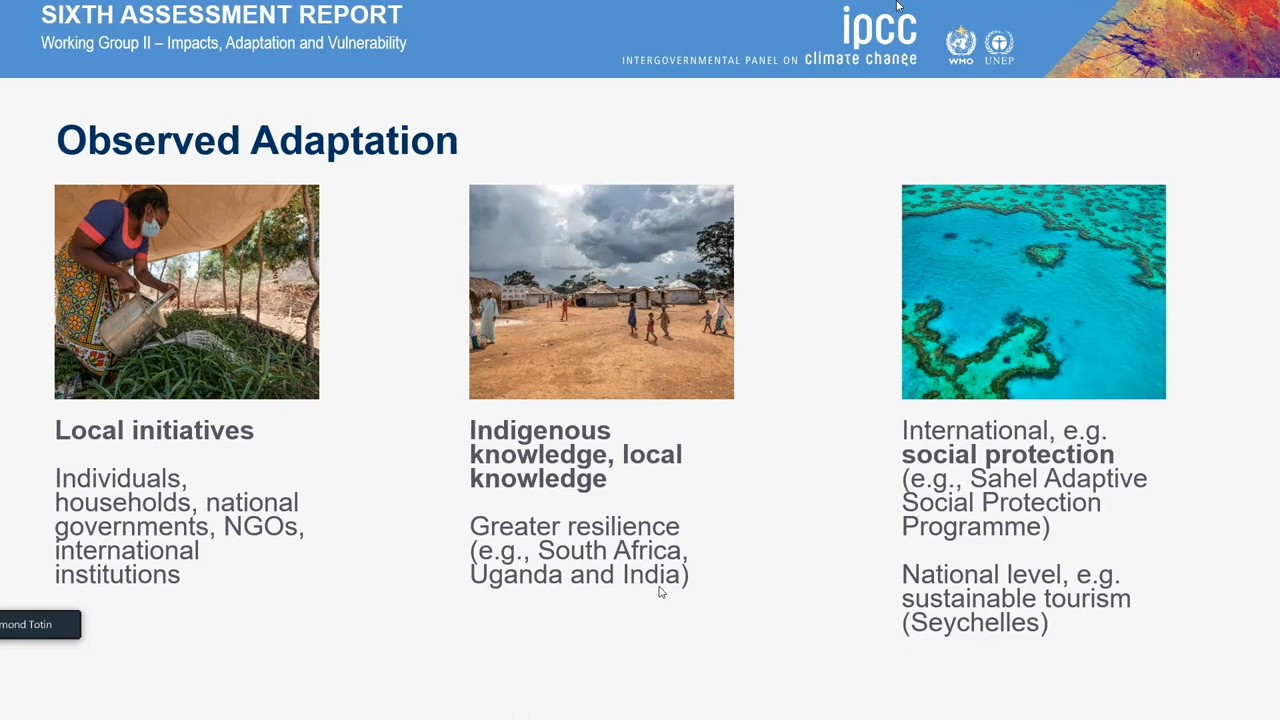 SIXTH ASSESSMENT REPORT
Working Group II – Impacts, Adaptation and Vulnerability
ipcc
INTERGOVERNMENTAL PANEL ON climate change
WMO
UNEP
Observed Adaptation
Local initiatives
Individuals,
households, national
governments, NGOs,
international
institutions
Indigenous
knowledge, local
knowledge
Greater resilience
(e.g., South Africa,
Uganda and India)
International, e.g.
social protection
(e.g., Sahel Adaptive
Social Protection
Programme)
National level, e.g.
sustainable tourism
(Seychelles)
mond Totin